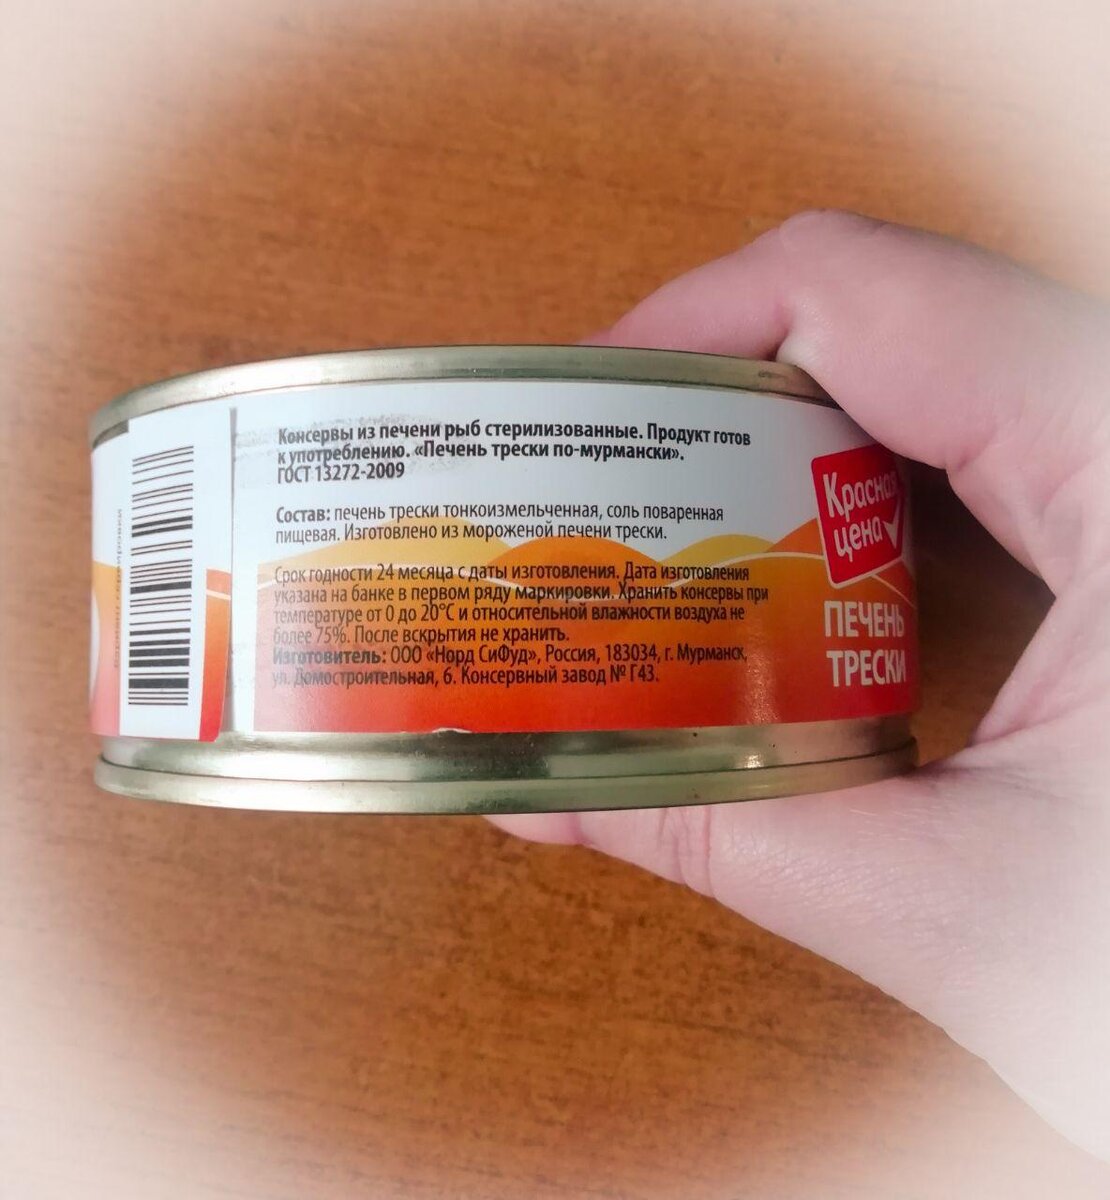 Консервы из печени рыб стерилизованные. Продукт готов
к употреблению. «Печень трески по-мурмански».
ГОСТ 13272-2009
Состав: печень трески тонкоизмельченная, соль поваренная
пищевая. Изготовлено из мороженой печени трески.
Срок годности 24 месяца с даты изготовления. Дата изготовления
указана на банке в первом ряду маркировки. Хранить консервы при
температуре от 0 до 20°С и относительной влажности воздуха не
более 75%. После вскрытия не хранить.
Изготовитель: ООО «Норд СиФуд», Россия, 183034, г. Мурманск,
ул. Домостроительная, 6. Консервный завод № Г43.
Красная
цена
ПЕЧЕНЬ
ТРЕСКИ